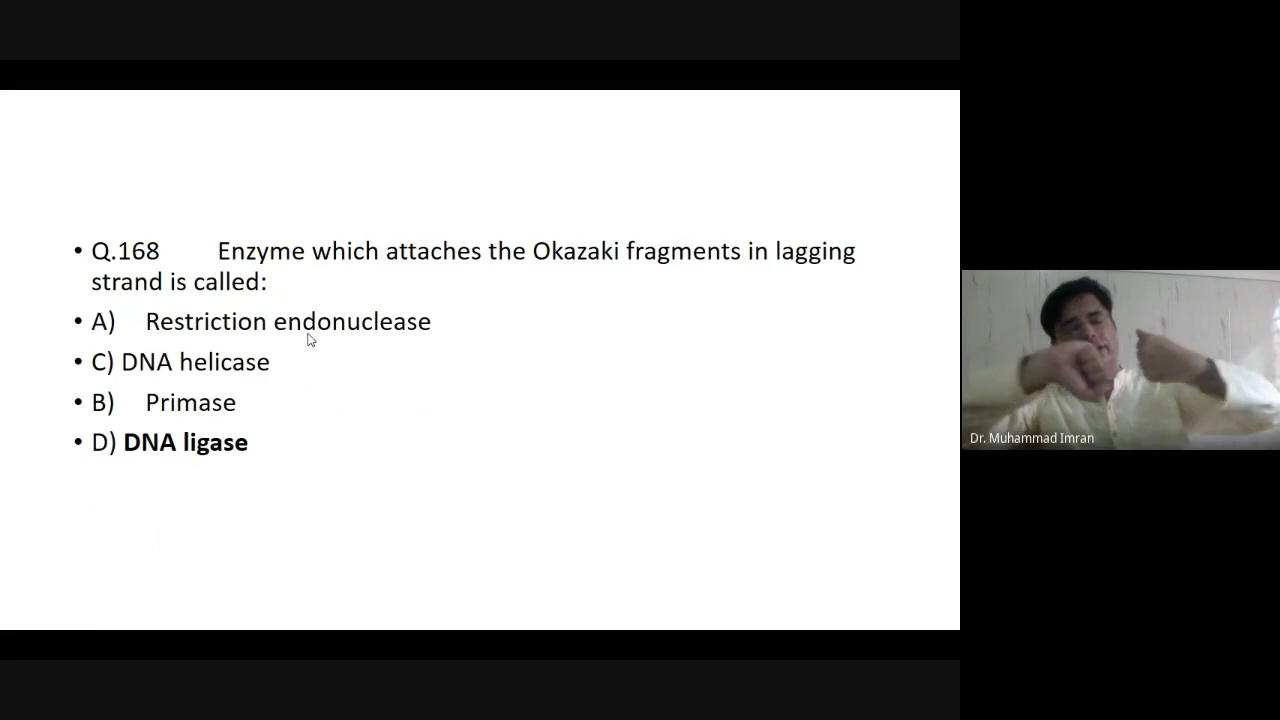 • Q.168 Enzyme which attaches the Okazaki fragments in lagging
strand is called:
• A) Restriction endonuclease
• C) DNA helicase
• B) Primase
• D) DNA ligase
Dr. Muhammad Imran